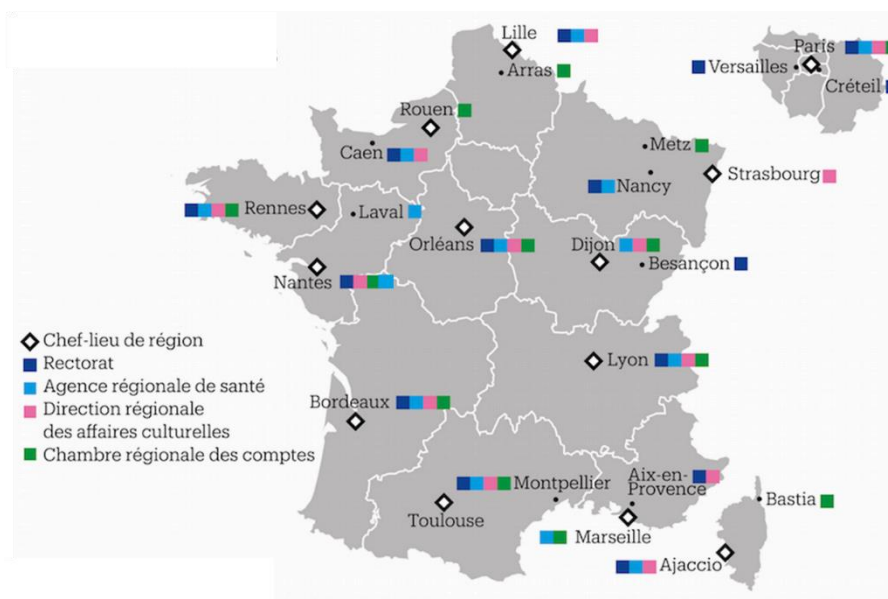 Lille
Arras
Rouen
Caen
Paris
Versailles
Créteil
Metz
Nancy
Strasbourg
Rennes
Laval
Orléans
Dijon
Besançon
Nantes
Chef-lieu de région
Rectorat
Agence régionale de santé
Direction régionale
des affaires culturelles
Chambre régionale des comptes
Lyon
Bordeaux
Montpellier
Toulouse
Aix-en-
Provence
Marseille
Bastia
Ajaccio